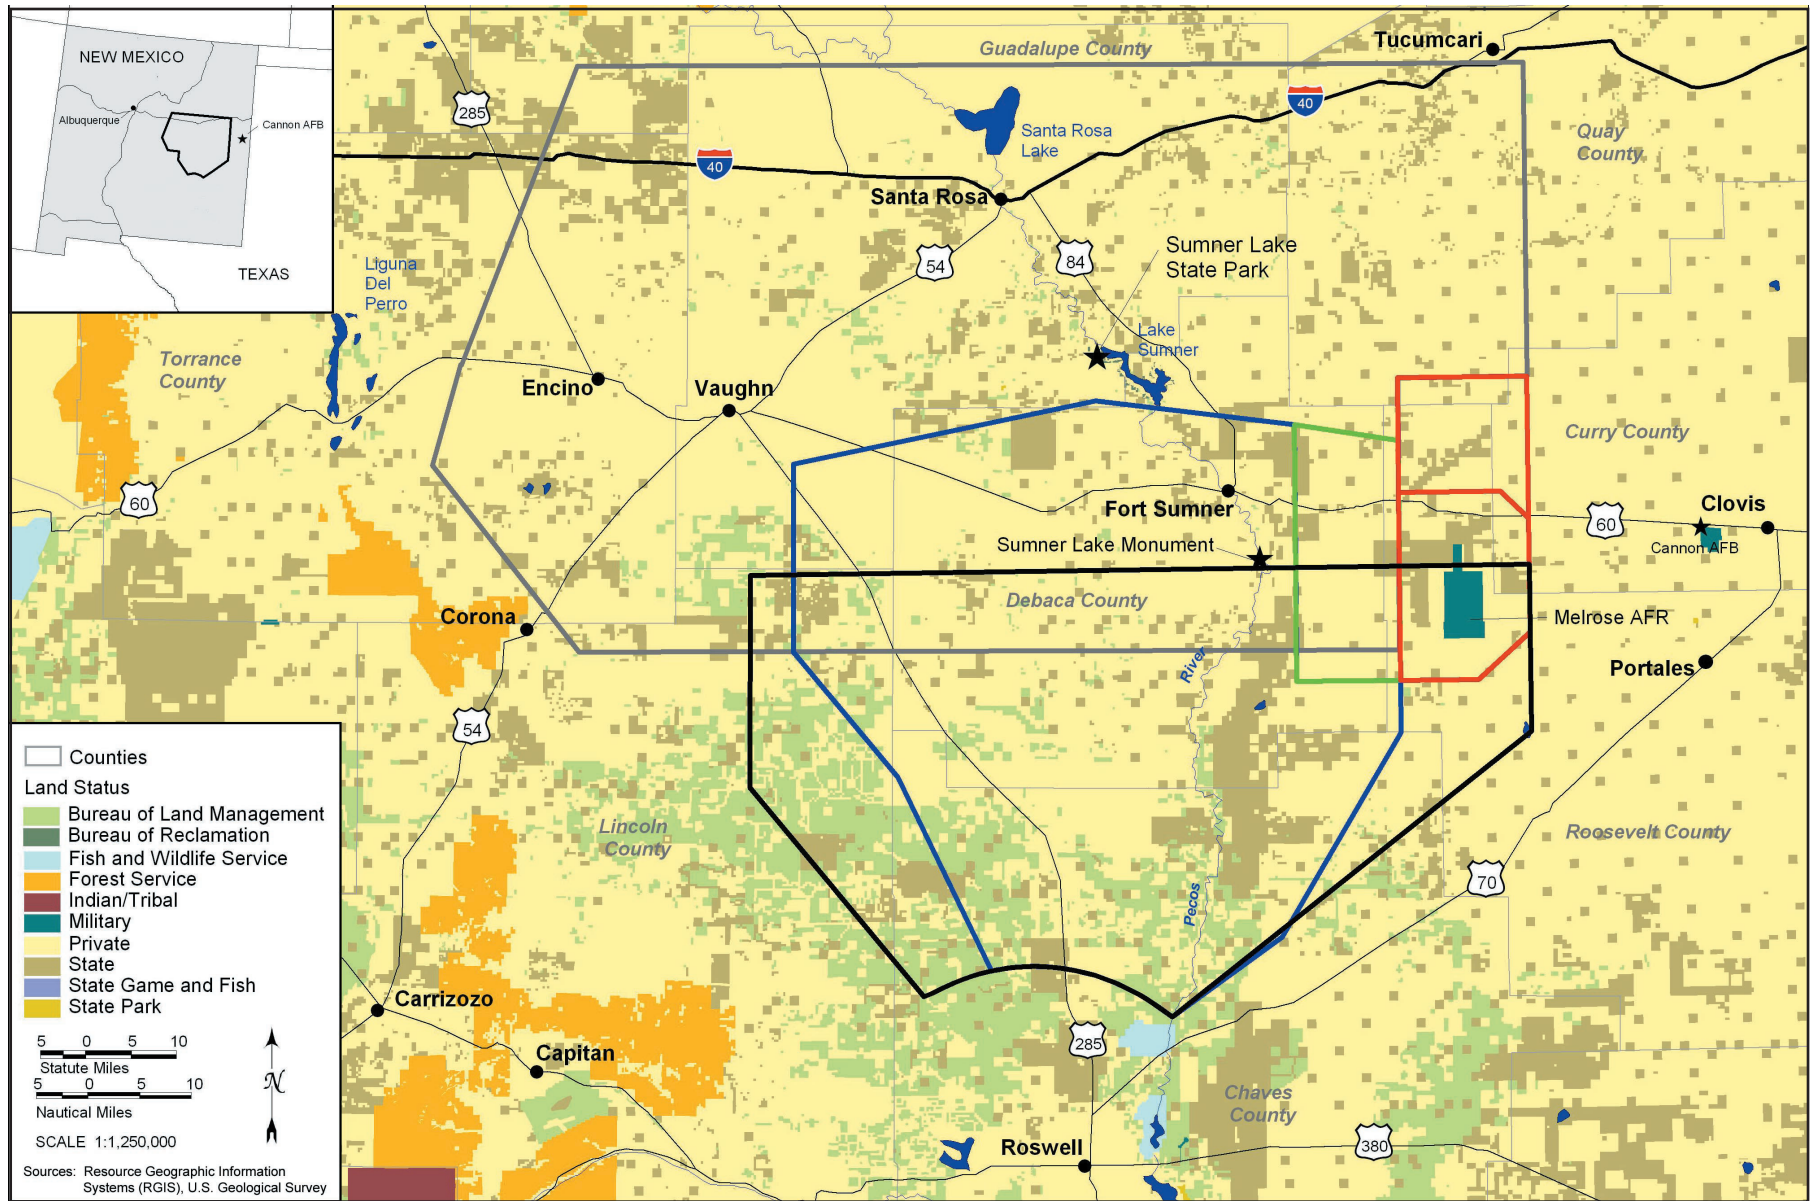 NEW MEXICO
Albuquerque
Cannon AFB
TEXAS
Guadalupe County
Tucumcari
285
40
40
Santa Rosa
Lake
Quay
County
Santa Rosa
54
84
Sumner Lake
State Park
Liguna
Del
Perro
Lake
Sumner
Torrance
County
Encino
Vaughn
Curry County
60
Fort Sumner
60
Clovis
Cannon AFB
Sumner Lake Monument
Debaca County
Corona
Melrose AFR
Portales
River
54
Lincoln
County
Roosevelt County
70
Pecos
Carrizozo
Capitan
285
Chaves
County
Roswell
380
Counties
Land Status
Bureau of Land Management
Bureau of Reclamation
Fish and Wildlife Service
Forest Service
Indian/Tribal
Military
Private
State
State Game and Fish
State Park
5 0 5 10
Statute Miles
5 0 5 10
Nautical Miles
N
SCALE 1:1,250,000
Sources: Resource Geographic Information
Systems (RGIS), U.S. Geological Survey